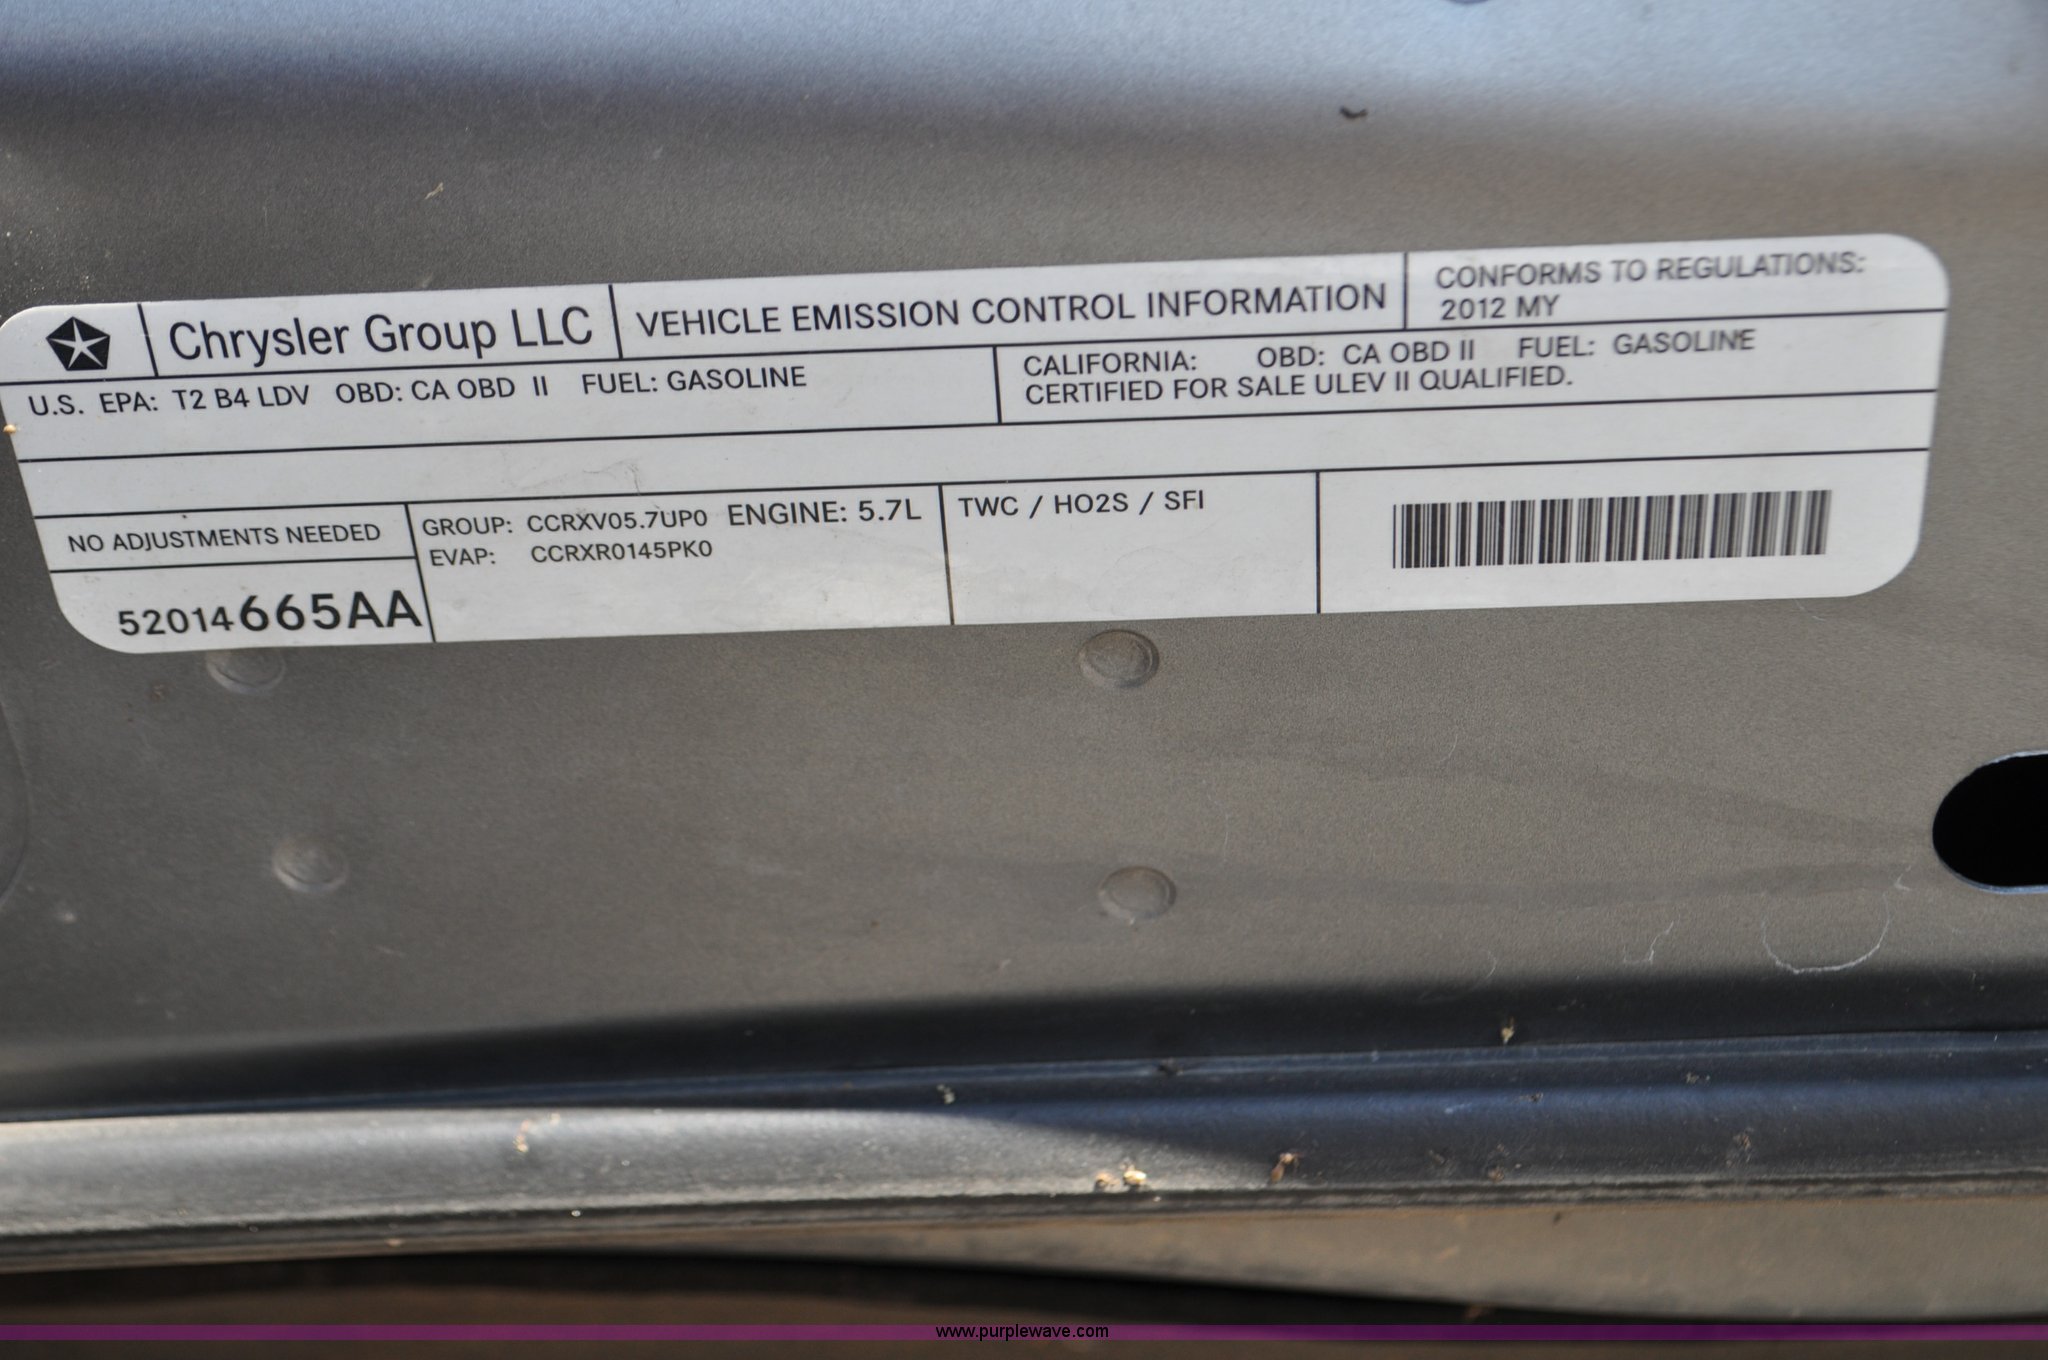 Chrysler Group LLC
VEHICLE EMISSION CONTROL INFORMATION
CONFORMS TO REGULATIONS:
2012 MY
U.S. EPA: T2 B4 LDV OBD: CA OBD II FUEL: GASOLINE
CALIFORNIA: OBD: CA OBD II FUEL: GASOLINE
CERTIFIED FOR SALE ULEV II QUALIFIED.
NO ADJUSTMENTS NEEDED
52014665AA
GROUP: CCRXV05.7UP0 ENGINE: 5.7L
EVAP: CCRXR0145PK0
TWC / HO2S / SFI
www.purplewave.com